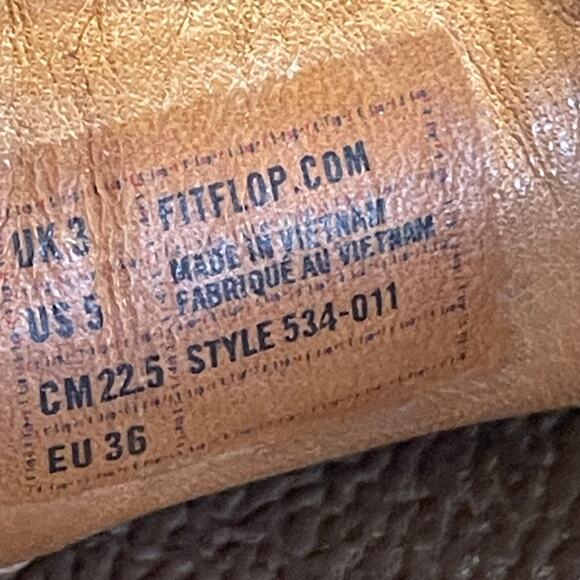 UK 3
US 5
CM 22.5
EU 36
FITFLOP.COM
MADE IN VIETNAM
FABRIQUÉ AU VIETNAM
STYLE 534-011